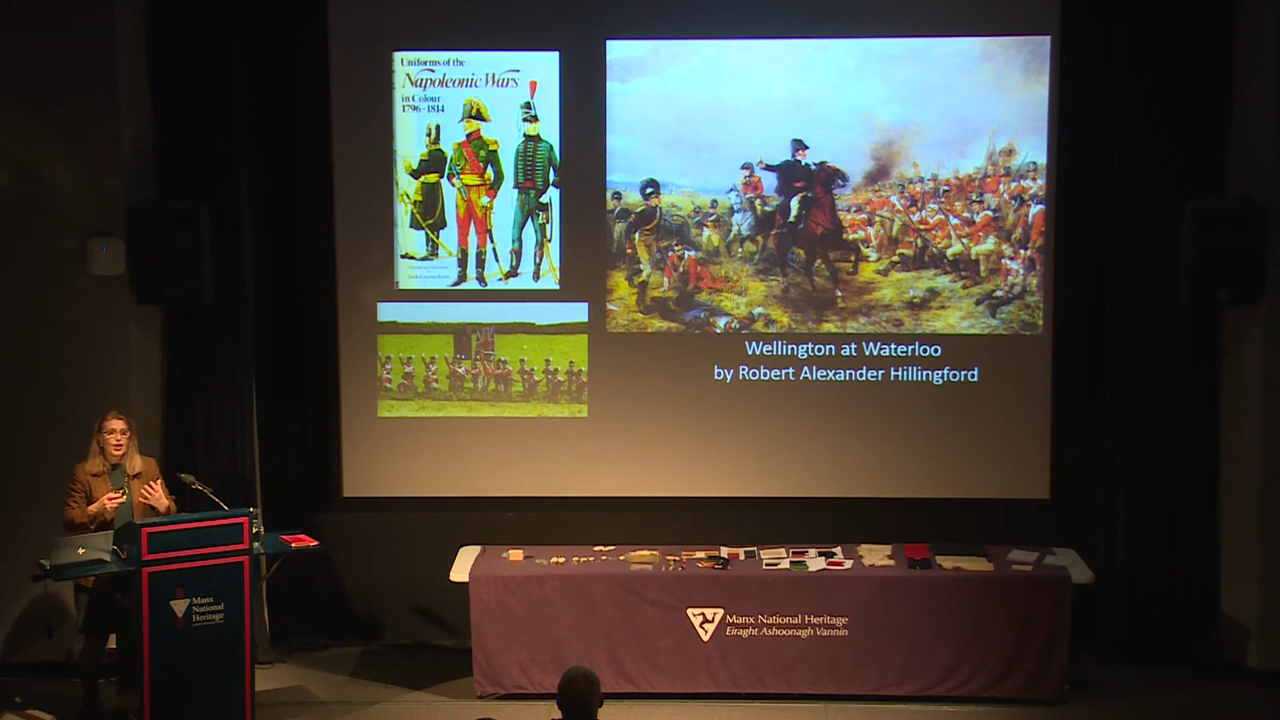 Uniforms of the
Napoleonic Wars
in Colour
1796-1814
Wellington at Waterloo
by Robert Alexander Hillingford
Manx
National
Heritage
Manx National Heritage
Eiraght Ashoonagh Vannin